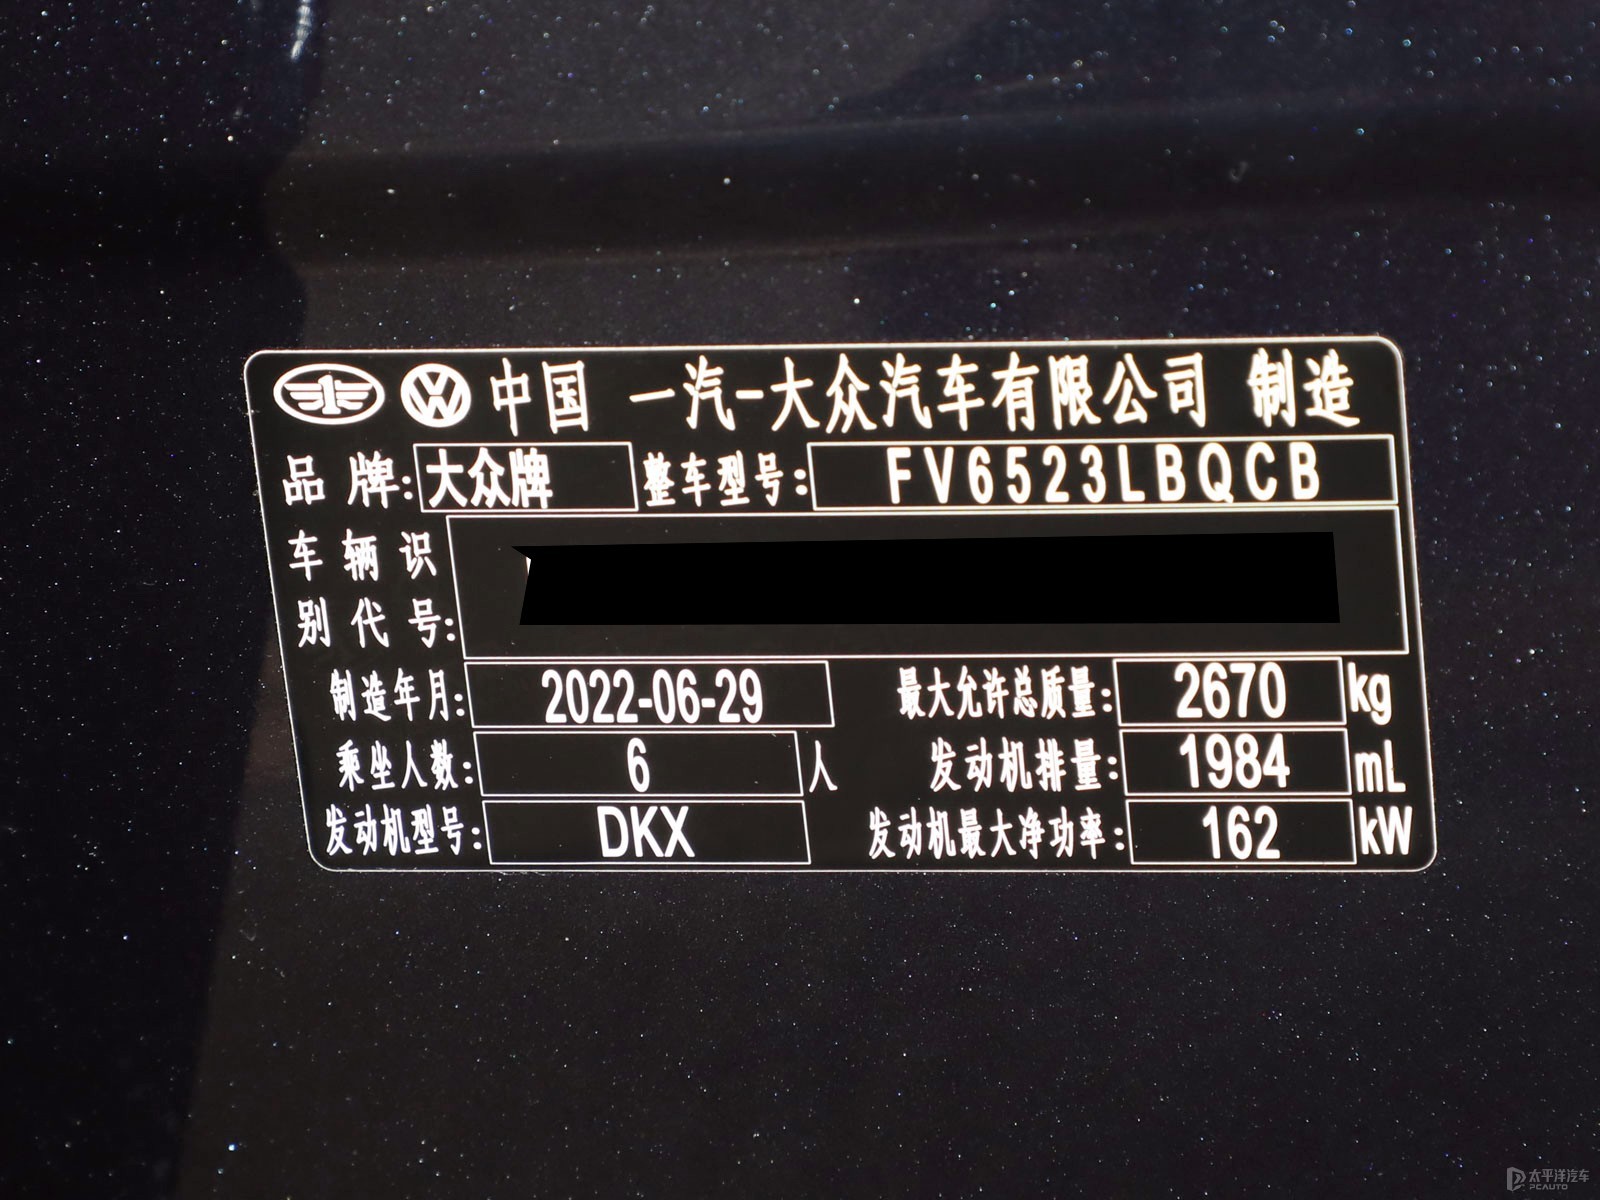 中国 一汽-大众汽车有限公司 制造
品牌: 大众牌 整车型号: FV6523LBQCB
车辆识
别代号:
制造年月: 2022-06-29 最大允许总质量: 2670 kg
乘坐人数: 6 人 发动机排量: 1984 mL
发动机型号: DKX 发动机最大净功率: 162 kW
太平洋汽车
PCAUTO